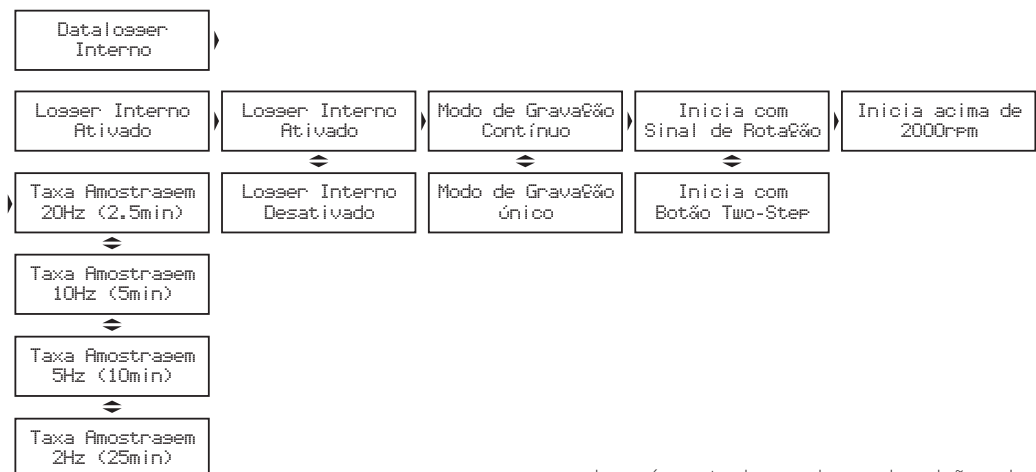 Datalogger
Interno
Logger Interno
Ativado
Logger Interno
Ativado
Modo de Gravação
Contínuo
Inicia com
Sinal de Rotação
Inicia acima de
2000rpm
Taxa Amostragem
20Hz (2.5min)
Logger Interno
Desativado
Modo de Gravação
único
Inicia com
Botão Two-Step
Taxa Amostragem
10Hz (5min)
Taxa Amostragem
5Hz (10min)
Taxa Amostragem
2Hz (25min)